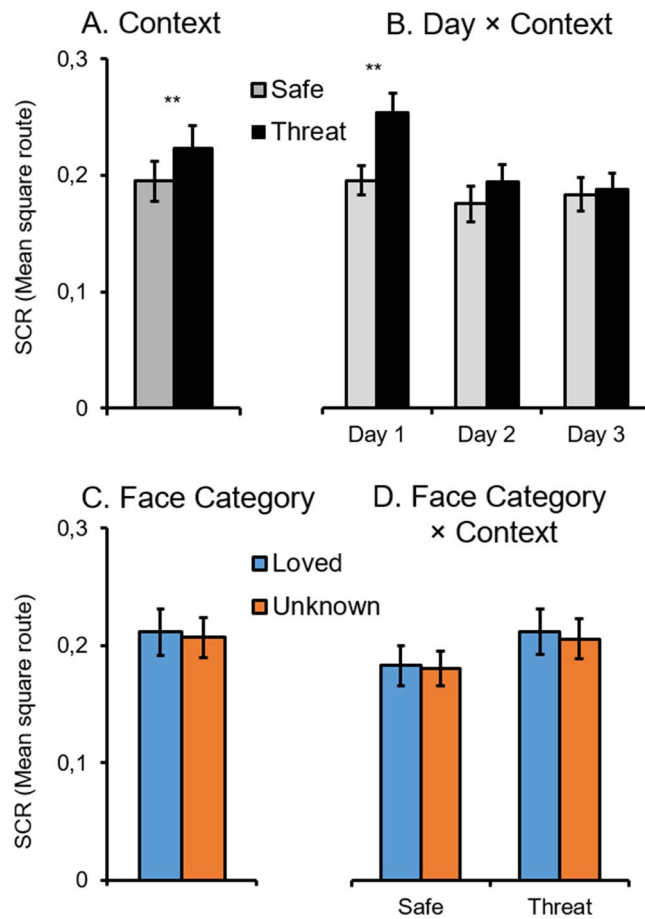 A. Context
B. Day × Context
SCR (Mean square route)
0,3
0,2
0,1
0
**
Safe
Threat
**
Day 1
Day 2
Day 3
C. Face Category
D. Face Category
× Context
SCR (Mean square route)
0,3
0,2
0,1
0
Loved
Unknown
Safe
Threat